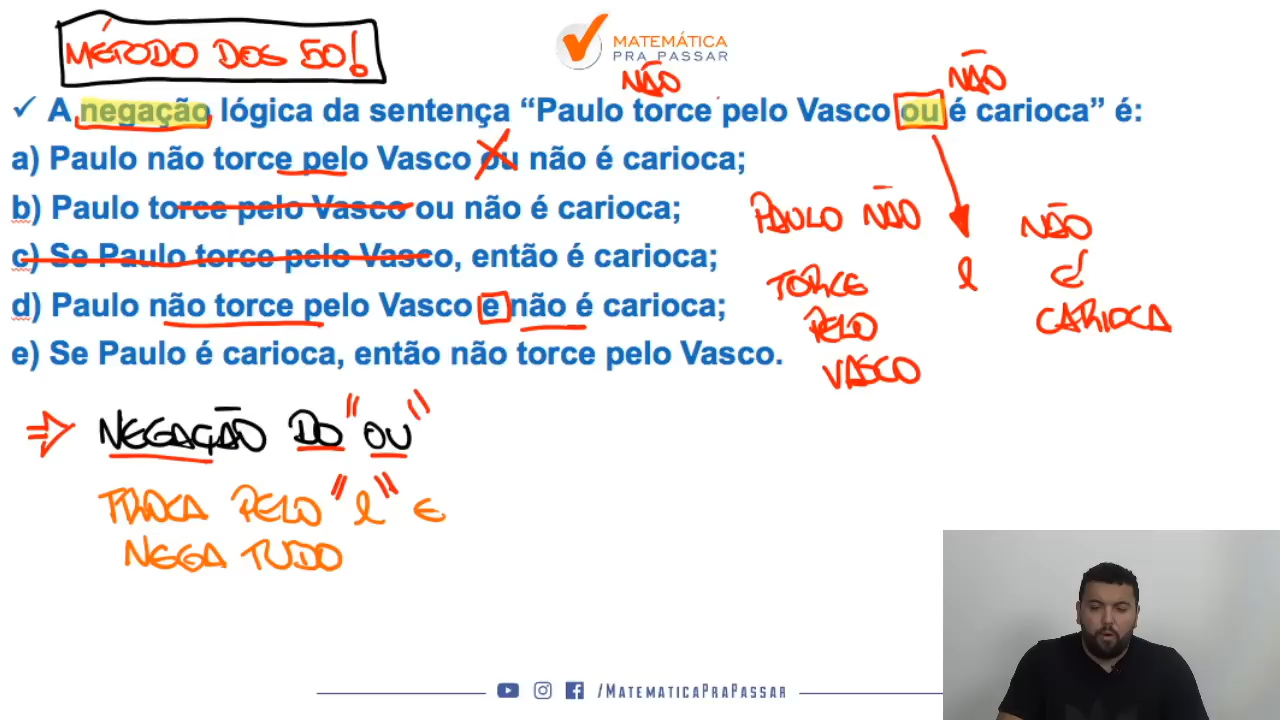 MÉTODO DOS 50!
MATEMÁTICA
PRA PASSAR
NÃO
NÃO
✓ A negação lógica da sentença “Paulo torce pelo Vasco ou é carioca” é:
a) Paulo não torce pelo Vasco ou não é carioca;
b) Paulo torce pelo Vasco ou não é carioca;
c) Se Paulo torce pelo Vasco, então é carioca;
d) Paulo não torce pelo Vasco e não é carioca;
e) Se Paulo é carioca, então não torce pelo Vasco.
PAULO NÃO
TORCE
PELO
VASCO
e
NÃO
É
CARIOCA
⇒ NEGAÇÃO DO "OU"
TROCA PELO "e" E
NEGA TUDO
/MATEMATICAPRAPASSAR